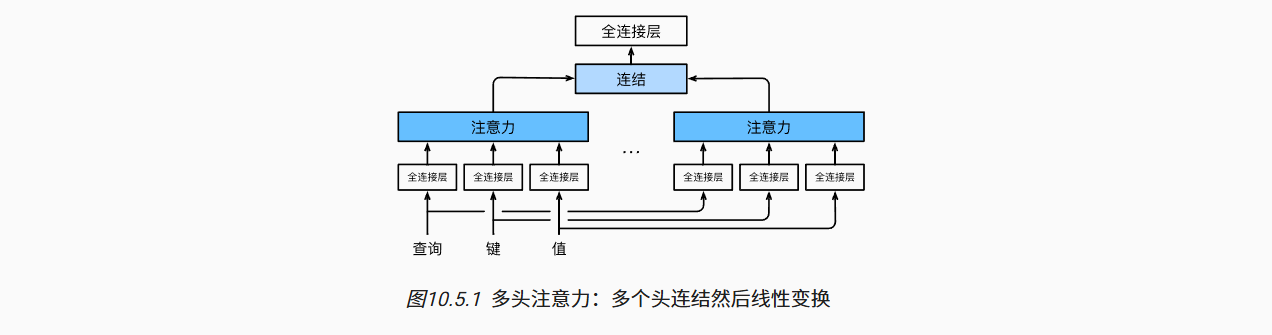 全连接层
连结
注意力 注意力
...
全连接层 全连接层 全连接层 全连接层 全连接层 全连接层
查询 键 值
图10.5.1 多头注意力：多个头连结然后线性变换